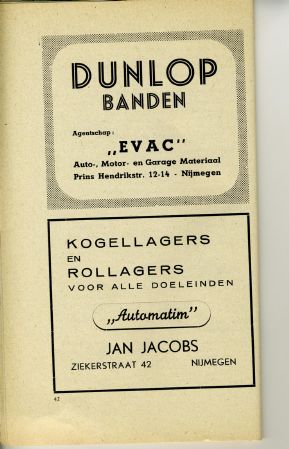 DUNLOP
BANDEN
Agentschap:
„EVAC"
Auto-, Motor- en Garage Materiaal
Prins Hendrikstr. 12-14 - Nijmegen
KOGELLAGERS
EN
ROLLAGERS
VOOR ALLE DOELEINDEN
„Automatim"
JAN JACOBS
ZIEKERSTRAAT 42 NIJMEGEN
42